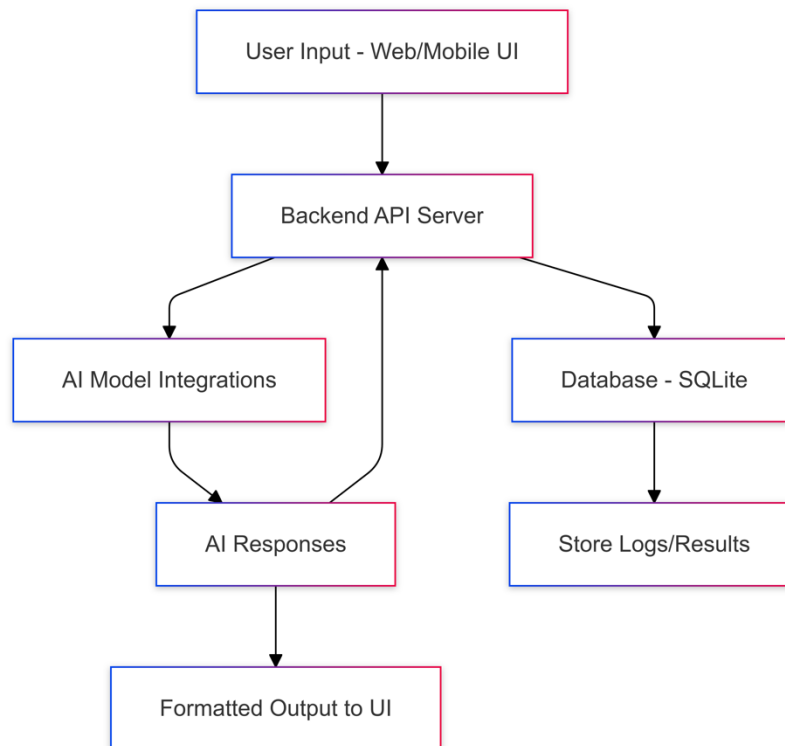 User Input - Web/Mobile UI
Backend API Server
AI Model Integrations
Database - SQLite
AI Responses
Store Logs/Results
Formatted Output to UI